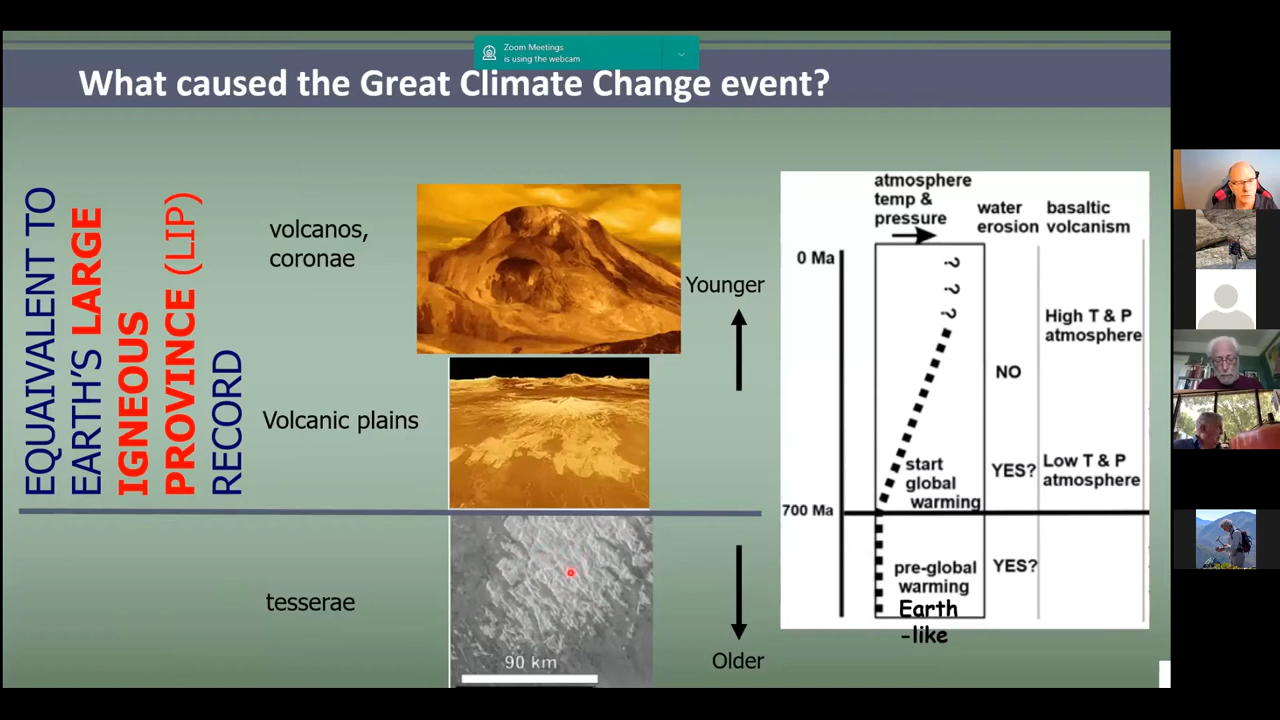 Zoom Meetings
is using the webcam
What caused the Great Climate Change event?
EQUAIVALENT TO
EARTH'S LARGE
IGNEOUS
PROVINCE (LIP)
RECORD
volcanos,
coronae
Volcanic plains
tesserae
90 km
Younger
Older
atmosphere
temp &
pressure
water
erosion
basaltic
volcanism
0 Ma
?
?
?
High T & P
atmosphere
NO
start
global
warming
YES?
Low T & P
atmosphere
700 Ma
pre-global
warming
YES?
Earth
-like